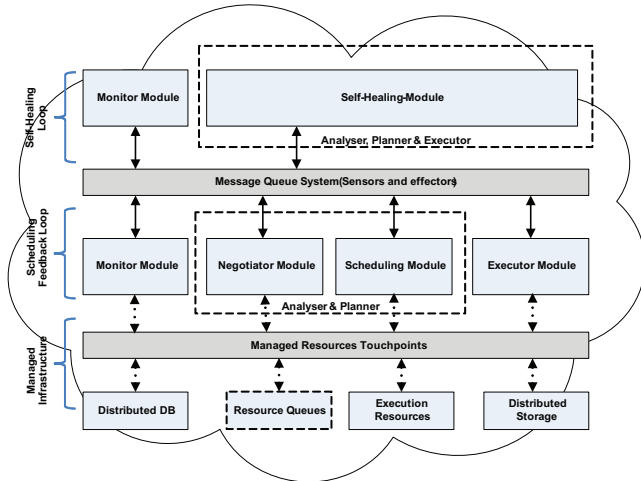 Self-Healing
Loop
Monitor Module
Self-Healing-Module
Analyser, Planner & Executor
Message Queue System(Sensors and effectors)
Scheduling
Feedback Loop
Monitor Module
Negotiator Module
Scheduling Module
Executor Module
Analyser & Planner
Managed
Infrastructure
Managed Resources Touchpoints
Distributed DB
Resource Queues
Execution
Resources
Distributed
Storage